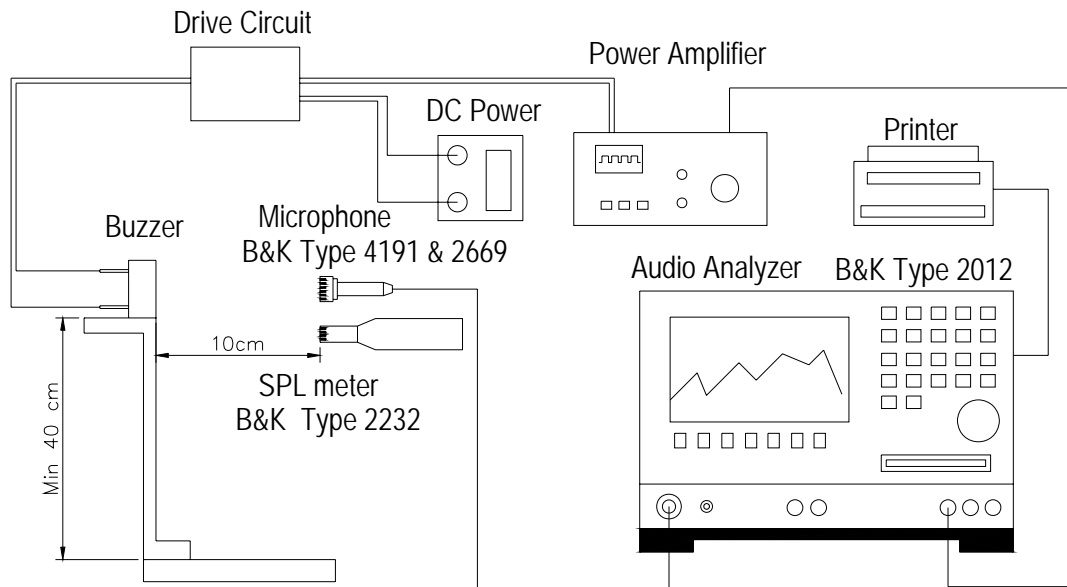 Drive Circuit
Power Amplifier
DC Power
Printer
Buzzer
Microphone
B&K Type 4191 & 2669
Audio Analyzer
B&K Type 2012
10cm
SPL meter
B&K Type 2232
Min 40 cm